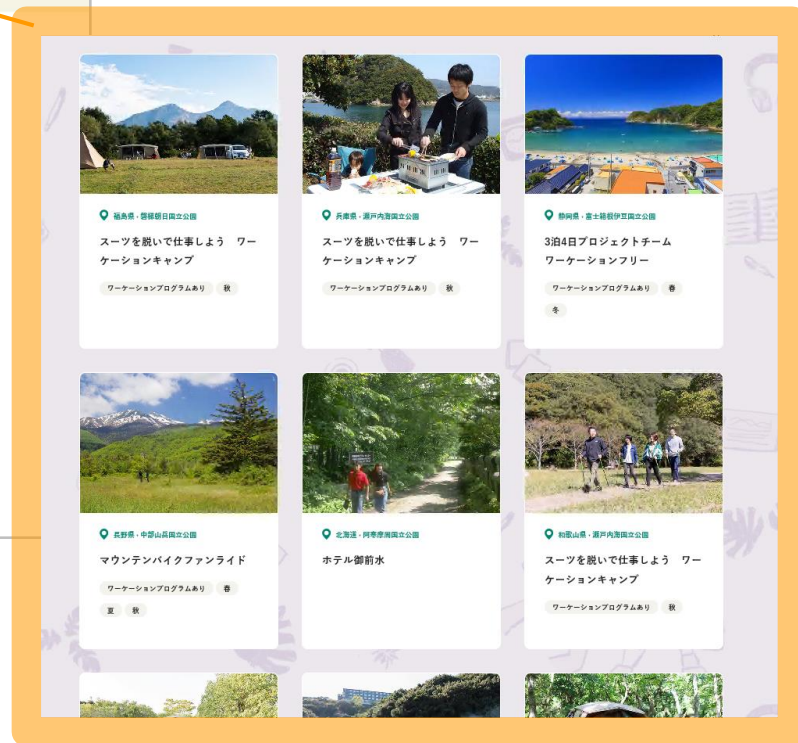 福島県・磐梯朝日国立公園
スーツを脱いで仕事しよう　ワー
ケーションキャンプ
ワーケーションプログラムあり
秋
兵庫県・瀬戸内海国立公園
スーツを脱いで仕事しよう　ワー
ケーションキャンプ
ワーケーションプログラムあり
秋
静岡県・富士箱根伊豆国立公園
3泊4日プロジェクトチーム
ワーケーションフリー
ワーケーションプログラムあり
春
冬
長野県・中部山岳国立公園
マウンテンバイクファンライド
ワーケーションプログラムあり
春
夏
秋
北海道・阿寒摩周国立公園
ホテル御前水
和歌山県・瀬戸内海国立公園
スーツを脱いで仕事しよう　ワー
ケーションキャンプ
ワーケーションプログラムあり
秋